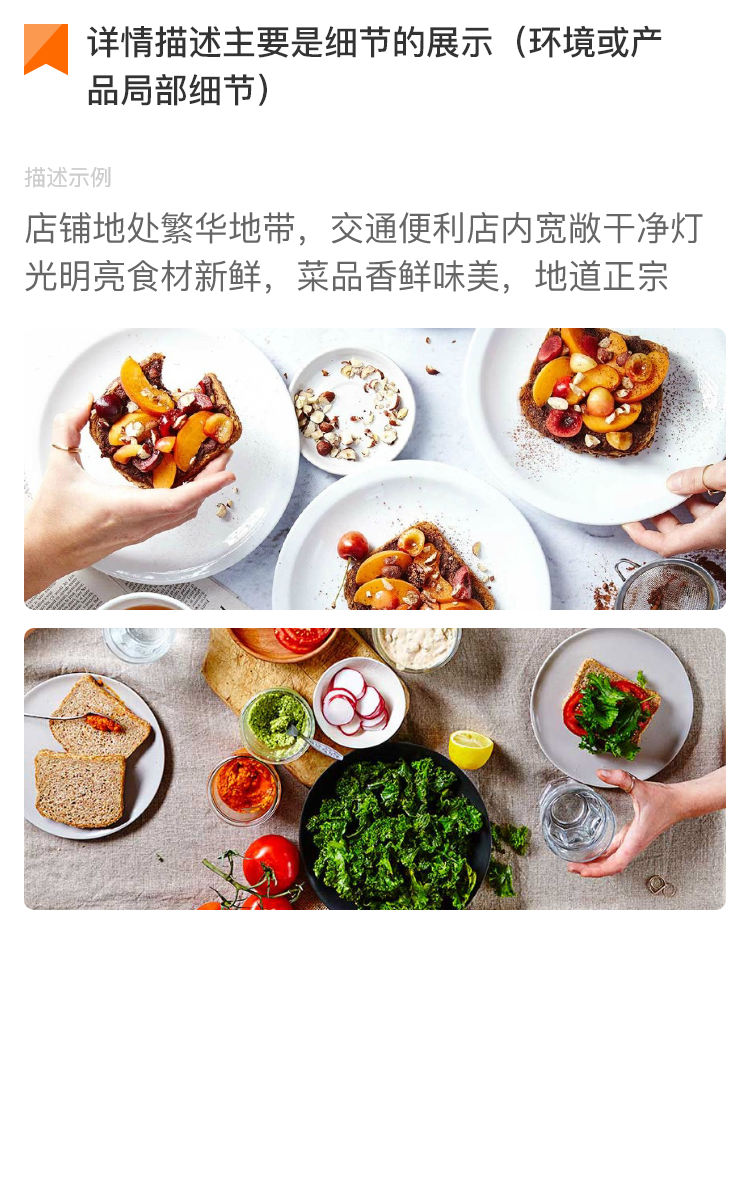 详情描述主要是细节的展示（环境或产
品局部细节）
描述示例
店铺地处繁华地带，交通便利店内宽敞干净灯
光明亮食材新鲜，菜品香鲜味美，地道正宗